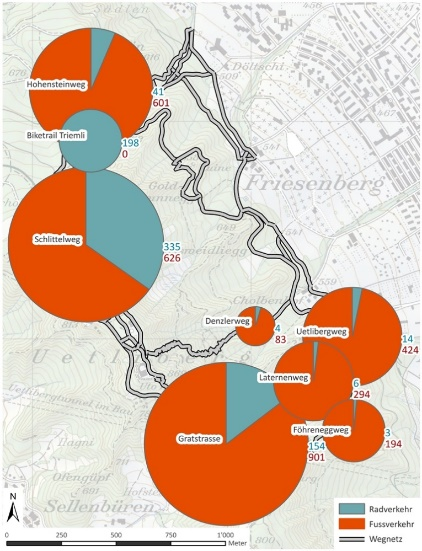 Döltschi
Hohensteinweg
41
601
Biketrail Triemli
198
0
Friesenberg
Schlittelweg
335
626
Denzlerweg
4
83
Uetlibergweg
14
424
Laternenweg
6
294
Föhreneggweg
3
194
Gratstrasse
154
901
Sellenbüren
N
0
250
500
750
1'000
Meter
Radverkehr
Fussverkehr
Wegnetz